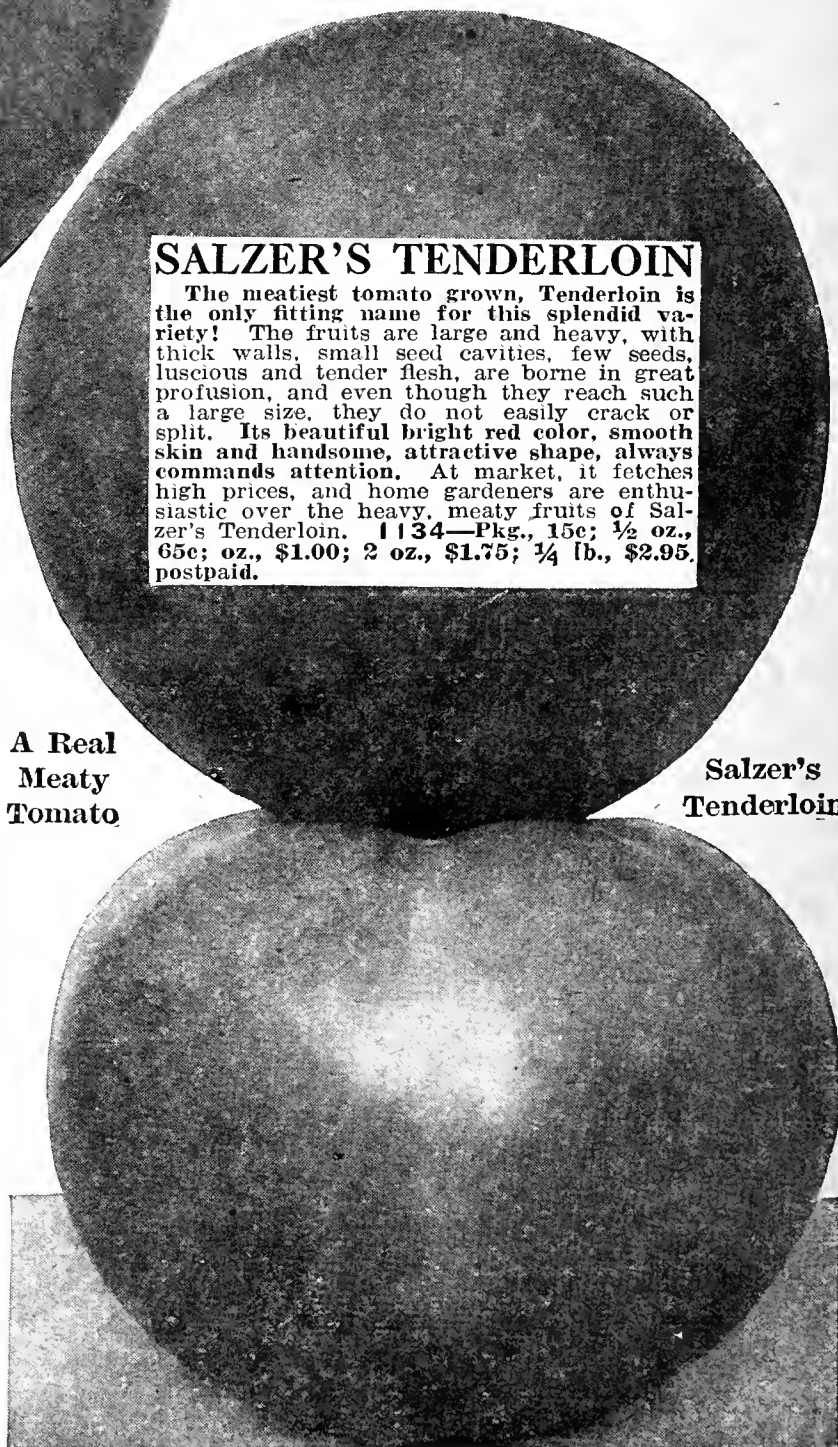 SALZER'S TENDERLOIN
The meatiest tomato grown, Tenderloin is
the only fitting name for this splendid va-
riety! The fruits are large and heavy, with
thick walls, small seed cavities, few seeds,
luscious and tender flesh, are borne in great
profusion, and even though they reach such
a large size, they do not easily crack or
split. Its beautiful bright red color, smooth
skin and handsome, attractive shape, always
commands attention. At market, it fetches
high prices, and home gardeners are enthu-
siastic over the heavy, meaty fruits of Sal-
zer's Tenderloin. 1134—Pkg., 15c; ½ oz.,
65c; oz., $1.00; 2 oz., $1.75; ¼ lb., $2.95,
postpaid.
A Real
Meaty
Tomato
Salzer's
Tenderloin